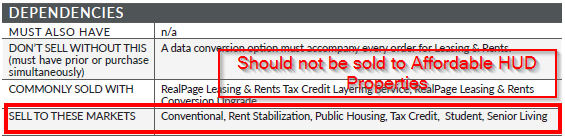 DEPENDENCIES
MUST ALSO HAVE n/a
DON'T SELL WITHOUT THIS A data conversion option must accompany every order for Leasing & Rents.
(must have prior or purchase
simultaneously)
Should not be sold to Affordable HUD
Properties
COMMONLY SOLD WITH RealPage Leasing & Rents Tax Credit Layering Service, RealPage Leasing & Rents
Conversion Upgrade
SELL TO THESE MARKETS Conventional, Rent Stabilization, Public Housing, Tax Credit, Student, Senior Living